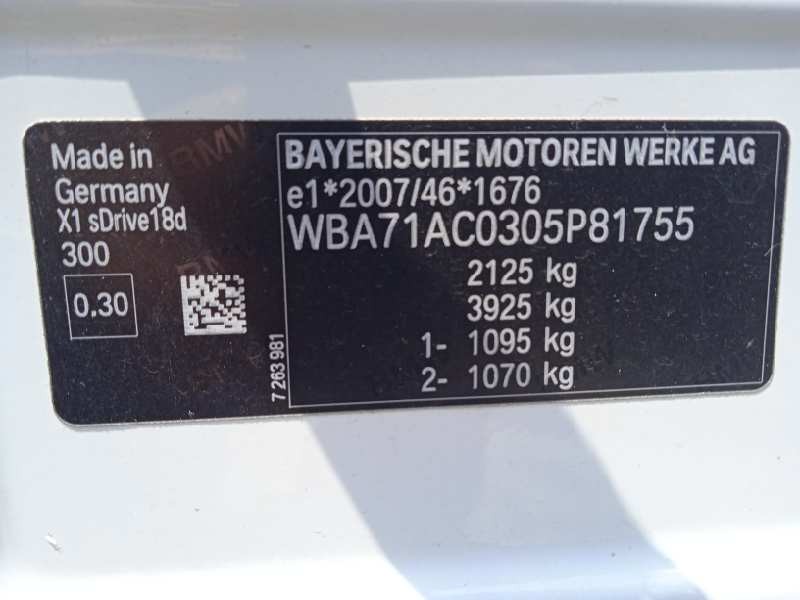 Made in
Germany
X1 sDrive18d
300
0.30
7 263 981
BAYERISCHE MOTOREN WERKE AG
e1*2007/46*1676
WBA71AC0305P81755
2125 kg
3925 kg
1- 1095 kg
2- 1070 kg